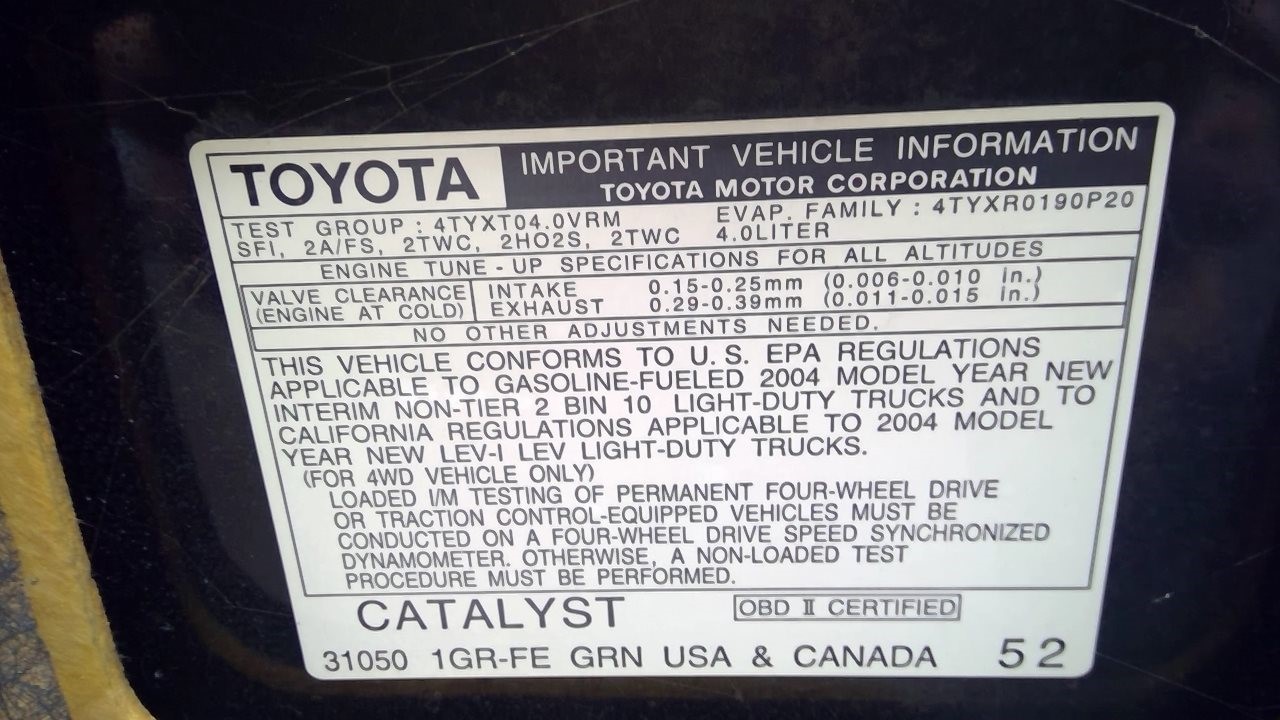 TOYOTA IMPORTANT VEHICLE INFORMATION
TOYOTA MOTOR CORPORATION
TEST GROUP : 4TYXT04.0VRM EVAP. FAMILY : 4TYXR0190P20
SFI, 2A/FS, 2TWC, 2HO2S, 2TWC 4.0LITER
ENGINE TUNE - UP SPECIFICATIONS FOR ALL ALTITUDES
VALVE CLEARANCE INTAKE 0.15-0.25mm (0.006-0.010 in.)
(ENGINE AT COLD) EXHAUST 0.29-0.39mm (0.011-0.015 in.)
NO OTHER ADJUSTMENTS NEEDED.
THIS VEHICLE CONFORMS TO U.S. EPA REGULATIONS
APPLICABLE TO GASOLINE-FUELED 2004 MODEL YEAR NEW
INTERIM NON-TIER 2 BIN 10 LIGHT-DUTY TRUCKS AND TO
CALIFORNIA REGULATIONS APPLICABLE TO 2004 MODEL
YEAR NEW LEV-I LEV LIGHT-DUTY TRUCKS.
(FOR 4WD VEHICLE ONLY)
LOADED I/M TESTING OF PERMANENT FOUR-WHEEL DRIVE
OR TRACTION CONTROL-EQUIPPED VEHICLES MUST BE
CONDUCTED ON A FOUR-WHEEL DRIVE SPEED SYNCHRONIZED
DYNAMOMETER. OTHERWISE, A NON-LOADED TEST
PROCEDURE MUST BE PERFORMED.
CATALYST OBD II CERTIFIED
31050 1GR-FE GRN USA & CANADA 52